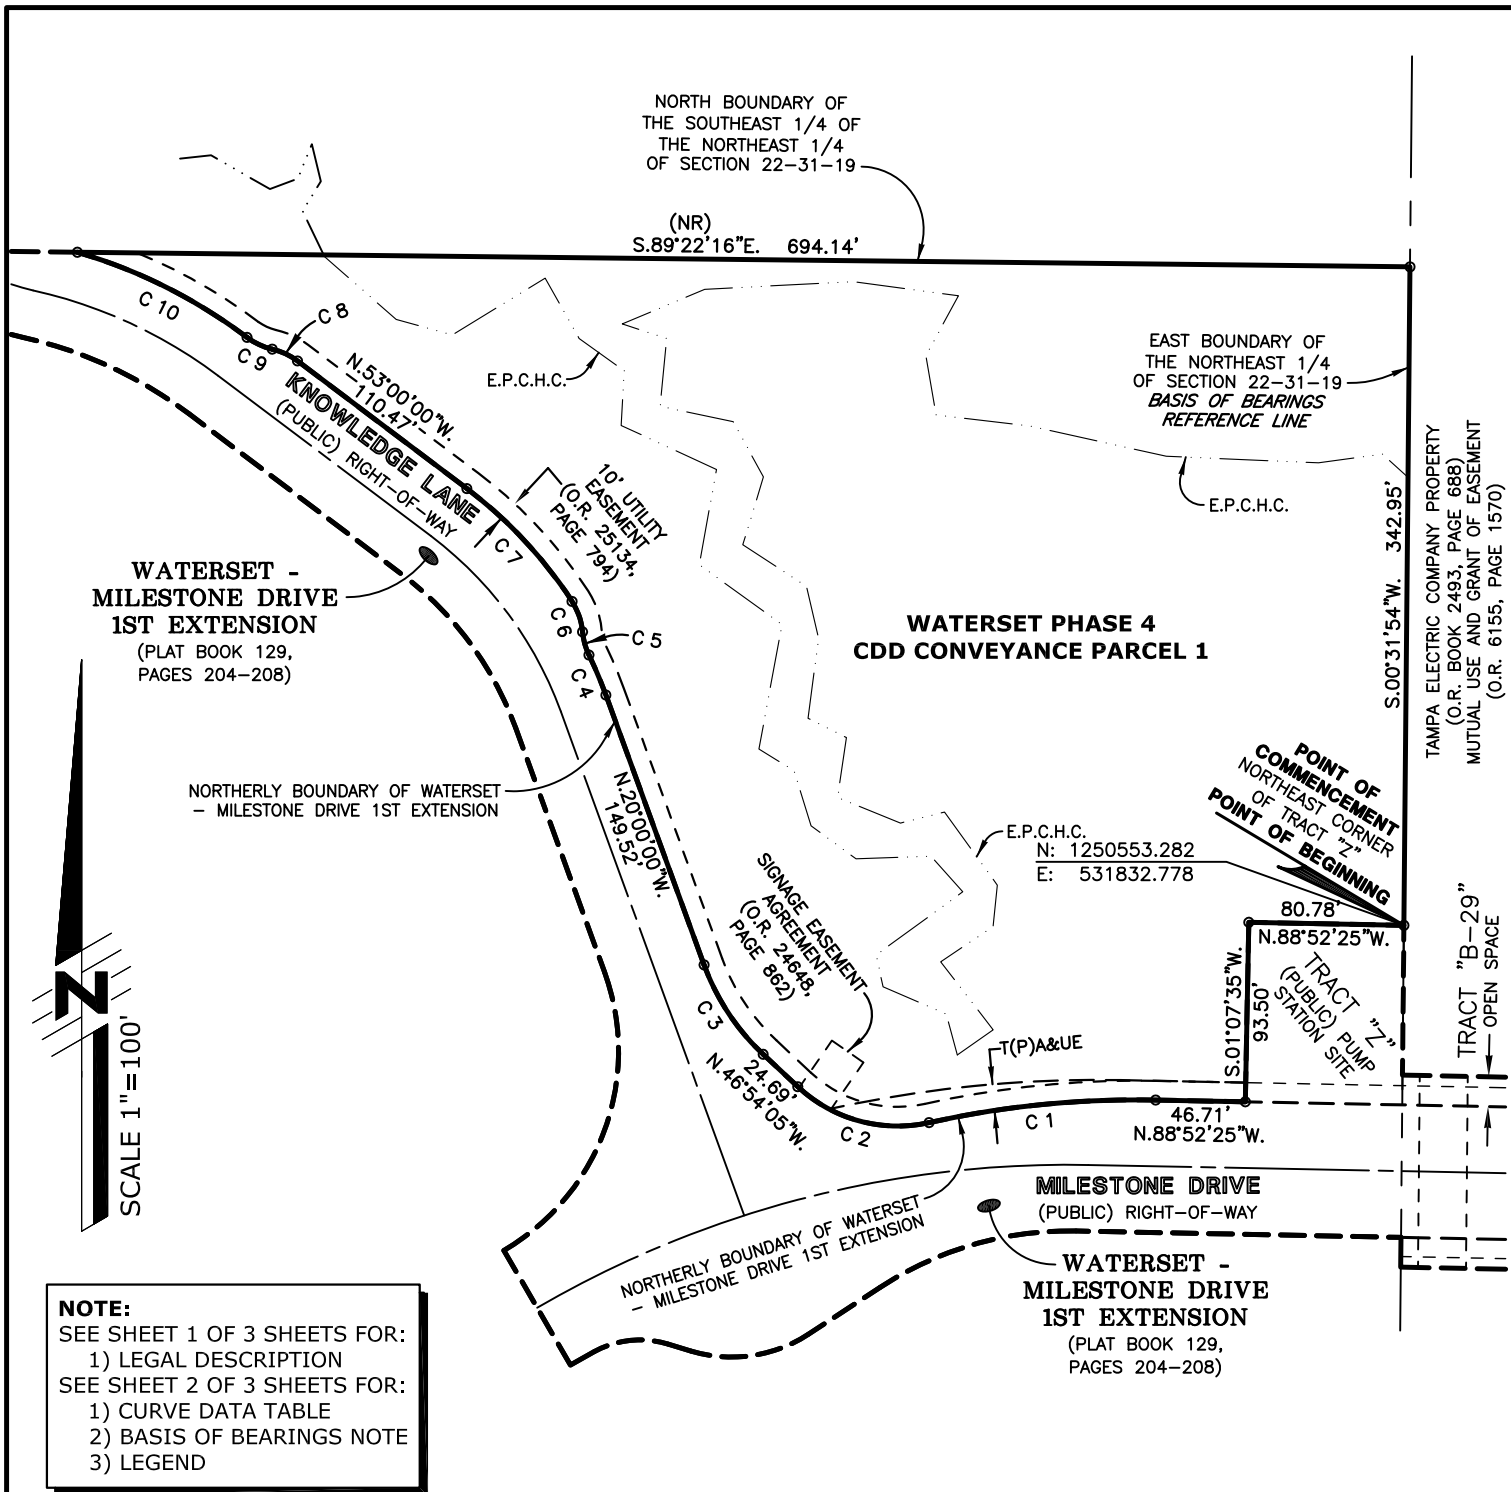 NORTH BOUNDARY OF
THE SOUTHEAST 1/4 OF
THE NORTHEAST 1/4
OF SECTION 22-31-19
(NR)
S.89°22'16"E. 694.14'
C 10
C 9
C 8
N.53°00'00"W.
110.47'
KNOWLEDGE LANE
(PUBLIC) RIGHT-OF-WAY
E.P.C.H.C.
EAST BOUNDARY OF
THE NORTHEAST 1/4
OF SECTION 22-31-19
BASIS OF BEARINGS
REFERENCE LINE
E.P.C.H.C.
S.00°31'54"W. 342.95'
TAMPA ELECTRIC COMPANY PROPERTY
(O.R. BOOK 2493, PAGE 688)
MUTUAL USE AND GRANT OF EASEMENT
(O.R. 6155, PAGE 1570)
10' UTILITY
EASEMENT
(O.R. 25134,
PAGE 794)
C 7
C 6
C 5
C 4
WATERSET -
MILESTONE DRIVE
1ST EXTENSION
(PLAT BOOK 129,
PAGES 204-208)
WATERSET PHASE 4
CDD CONVEYANCE PARCEL 1
NORTHERLY BOUNDARY OF WATERSET
- MILESTONE DRIVE 1ST EXTENSION
N.20°00'00"W.
149.52'
POINT OF
COMMENCEMENT
NORTHEAST CORNER
OF TRACT "Z"
POINT OF BEGINNING
E.P.C.H.C.
N: 1250553.282
E: 531832.778
SIGNAGE EASEMENT
AGREEMENT
(O.R. 24648,
PAGE 862)
80.78'
N.88°52'25"W.
S.01°07'35"W.
93.50'
TRACT "Z"
(PUBLIC) PUMP
STATION SITE
TRACT "B-29"
OPEN SPACE
C 3
24.69'
N.46°54'05"W.
C 2
T(P)A&UE
C 1
46.71'
N.88°52'25"W.
N
SCALE 1"=100'
MILESTONE DRIVE
(PUBLIC) RIGHT-OF-WAY
NORTHERLY BOUNDARY OF WATERSET
- MILESTONE DRIVE 1ST EXTENSION
WATERSET -
MILESTONE DRIVE
1ST EXTENSION
(PLAT BOOK 129,
PAGES 204-208)
NOTE:
SEE SHEET 1 OF 3 SHEETS FOR:
1) LEGAL DESCRIPTION
SEE SHEET 2 OF 3 SHEETS FOR:
1) CURVE DATA TABLE
2) BASIS OF BEARINGS NOTE
3) LEGEND